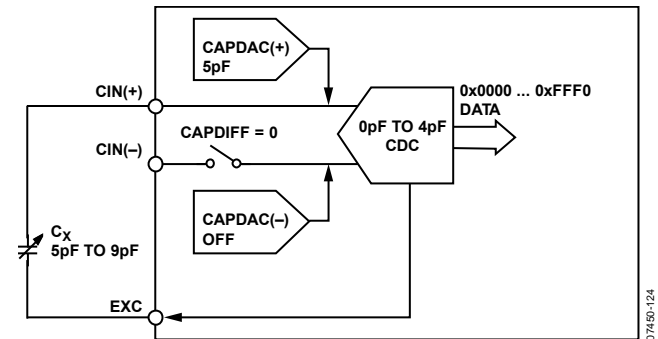 CAPDAC(+)
5pF
CIN(+)
0x0000 ... 0xFFF0
DATA
0pF TO 4pF
CDC
CAPDIFF = 0
CIN(–)
CAPDAC(–)
OFF
CX
5pF TO 9pF
EXC
07450-124